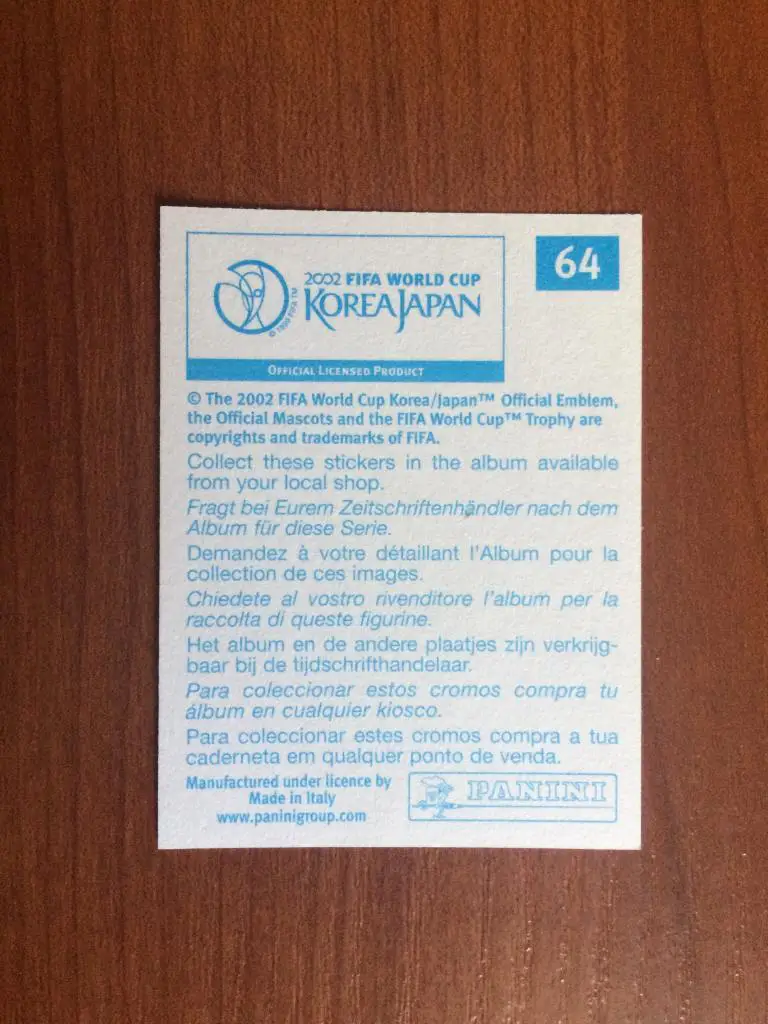 64
2002 FIFA WORLD CUP
KOREA JAPAN
© 1999 FIFA TM
OFFICIAL LICENSED PRODUCT
© The 2002 FIFA World Cup Korea/Japan™ Official Emblem,
the Official Mascots and the FIFA World Cup™ Trophy are
copyrights and trademarks of FIFA.
Collect these stickers in the album available
from your local shop.
Fragt bei Eurem Zeitschriftenhändler nach dem
Album für diese Serie.
Demandez à votre détaillant l'Album pour la
collection de ces images.
Chiedete al vostro rivenditore l'album per la
raccolta di queste figurine.
Het album en de andere plaatjes zijn verkrijg-
baar bij de tijdschrifthandelaar.
Para coleccionar estos cromos compra tu
álbum en cualquier kiosco.
Para coleccionar estes cromos compra a tua
caderneta em qualquer ponto de venda.
Manufactured under licence by
Made in Italy
www.paninigroup.com
PANINI